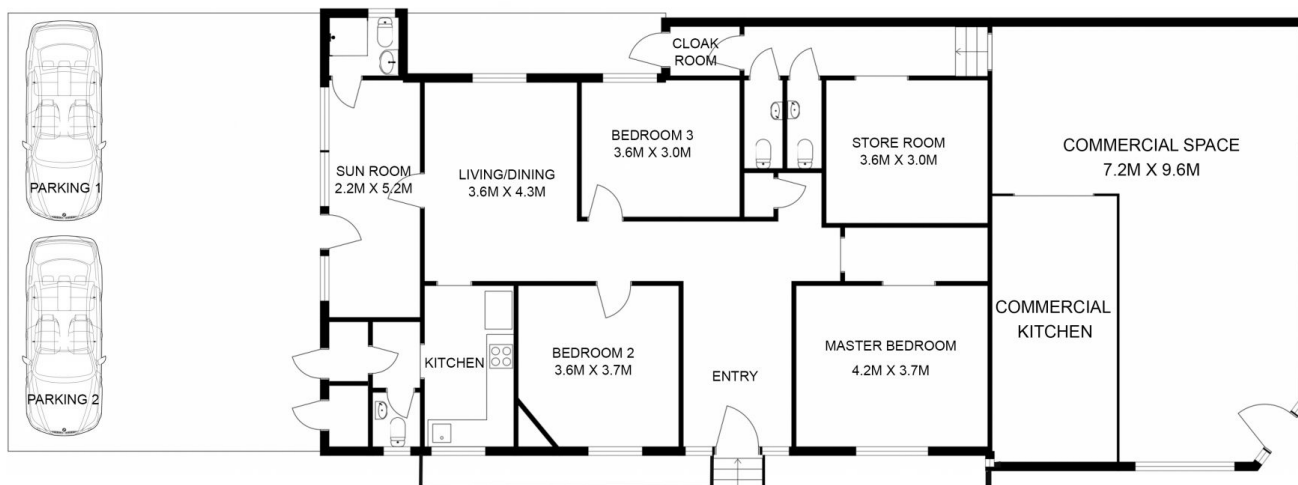 CLOAK
ROOM
BEDROOM 3
3.6M X 3.0M
STORE ROOM
3.6M X 3.0M
COMMERCIAL SPACE
7.2M X 9.6M
PARKING 1
SUN ROOM
2.2M X 5.2M
LIVING/DINING
3.6M X 4.3M
COMMERCIAL
KITCHEN
PARKING 2
KITCHEN
BEDROOM 2
3.6M X 3.7M
ENTRY
MASTER BEDROOM
4.2M X 3.7M